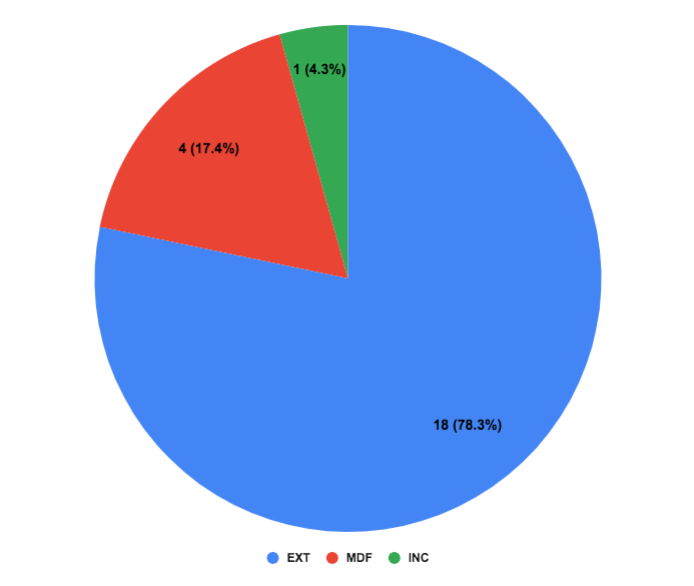 1 (4.3%)
4 (17.4%)
18 (78.3%)
EXT MDF INC